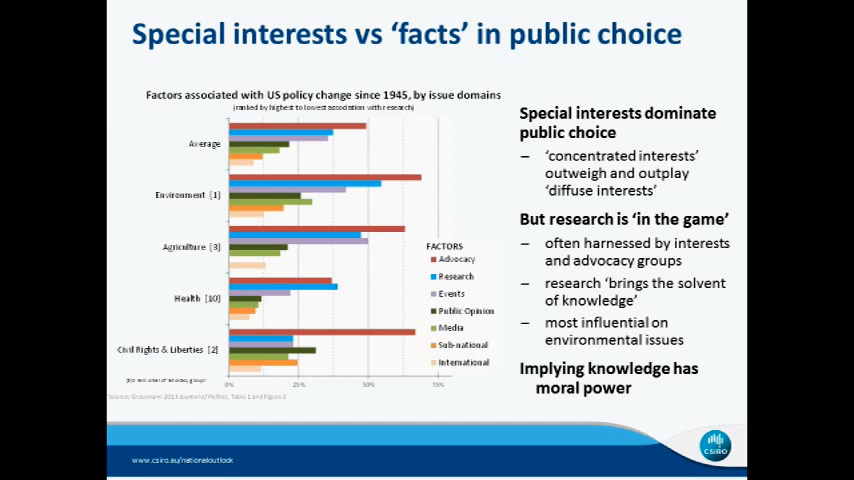 Special interests vs ‘facts’ in public choice
Factors associated with US policy change since 1945, by issue domains
(ranked by highest to lowest association with research)
Average
Environment [1]
Agriculture [3]
Health [10]
Civil Rights & Liberties [2]
0%
25%
50%
75%
FACTORS
Advocacy
Research
Events
Public Opinion
Media
Sub-national
International
Source: Grossmann 2013 Journal of Politics, Table 1 and Figure 2
Special interests dominate
public choice
– ‘concentrated interests’
outweigh and outplay
‘diffuse interests’
But research is ‘in the game’
– often harnessed by interests
and advocacy groups
– research ‘brings the solvent
of knowledge’
– most influential on
environmental issues
Implying knowledge has
moral power
www.csiro.au/nationaloutlook
CSIRO